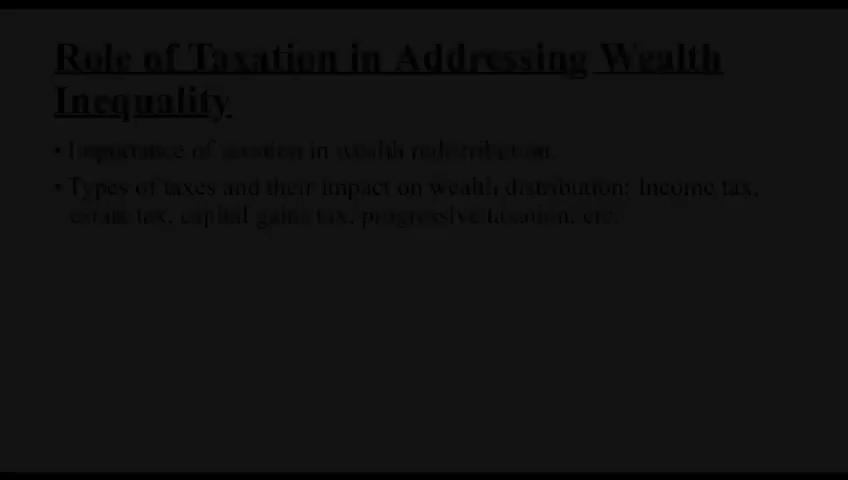 Role of Taxation in Addressing Wealth
Inequality
• Importance of taxation in wealth redistribution.
• Types of taxes and their impact on wealth distribution: Income tax,
estate tax, capital gains tax, progressive taxation, etc.